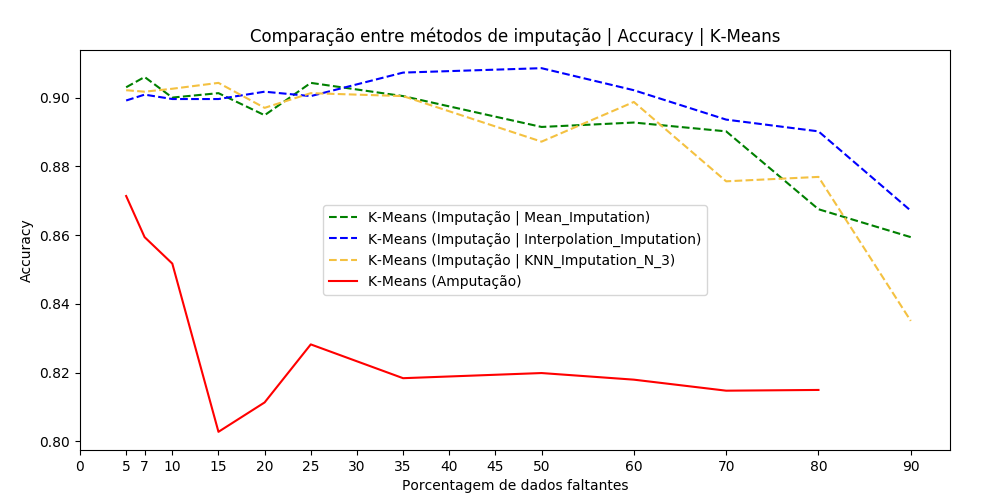 Comparação entre métodos de imputação | Accuracy | K-Means
Accuracy
0.90
0.88
0.86
0.84
0.82
0.80
K-Means (Imputação | Mean_Imputation)
K-Means (Imputação | Interpolation_Imputation)
K-Means (Imputação | KNN_Imputation_N_3)
K-Means (Amputação)
0 5 7 10 15 20 25 30 35 40 45 50 60 70 80 90
Porcentagem de dados faltantes